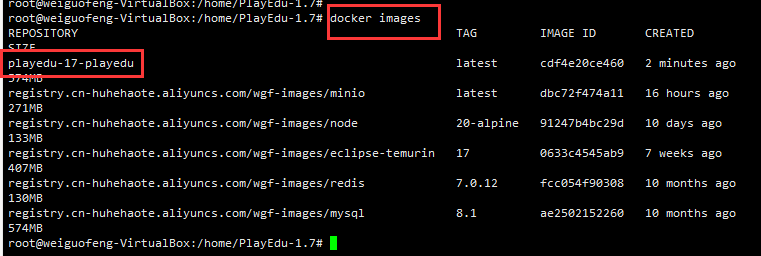 root@weiguofeng-VirtualBox:/home/PlayEdu-1.7#
root@weiguofeng-VirtualBox:/home/PlayEdu-1.7# docker images
REPOSITORY TAG IMAGE ID CREATED
SIZE
playedu-17-playedu latest cdf4e20ce460 2 minutes ago
574MB
registry.cn-huhehaote.aliyuncs.com/wgf-images/minio latest dbc72f474a11 16 hours ago
271MB
registry.cn-huhehaote.aliyuncs.com/wgf-images/node 20-alpine 91247b4bc29d 10 days ago
133MB
registry.cn-huhehaote.aliyuncs.com/wgf-images/eclipse-temurin 17 0633c4545ab9 7 weeks ago
407MB
registry.cn-huhehaote.aliyuncs.com/wgf-images/redis 7.0.12 fcc054f90308 10 months ago
130MB
registry.cn-huhehaote.aliyuncs.com/wgf-images/mysql 8.1 ae2502152260 10 months ago
574MB
root@weiguofeng-VirtualBox:/home/PlayEdu-1.7#